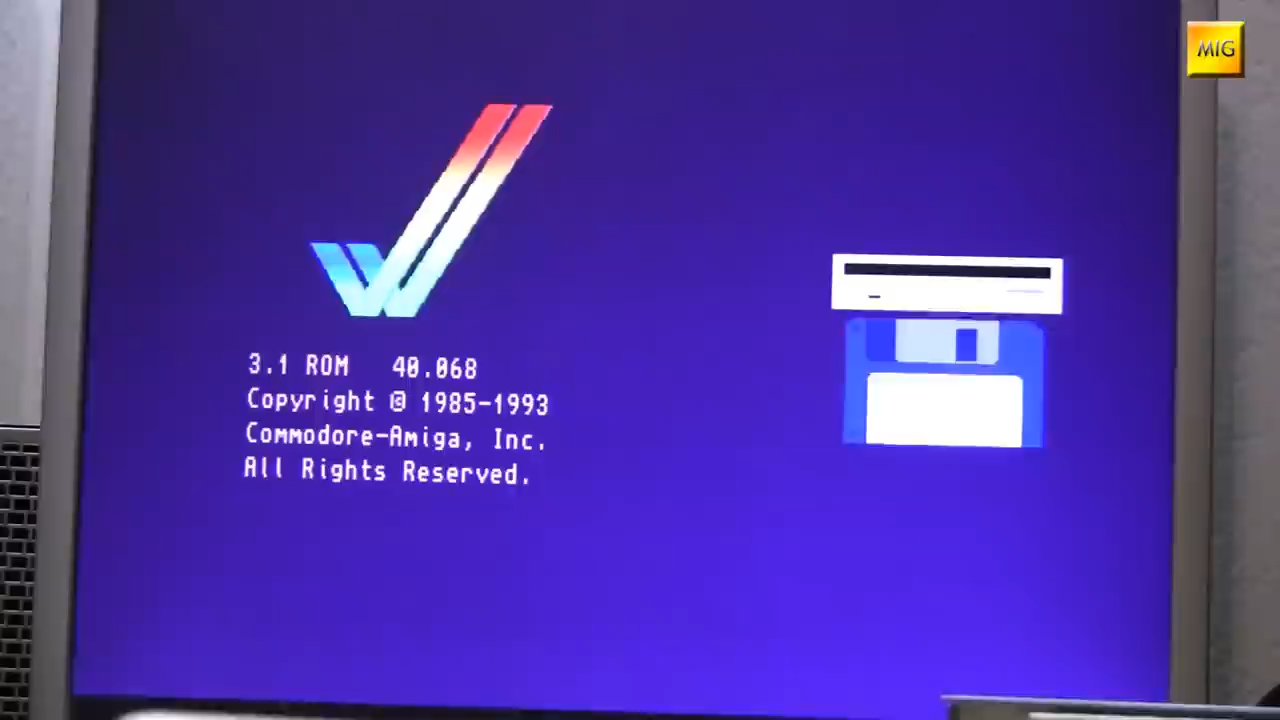 MIG
3.1 ROM 40.068
Copyright © 1985-1993
Commodore-Amiga, Inc.
All Rights Reserved.